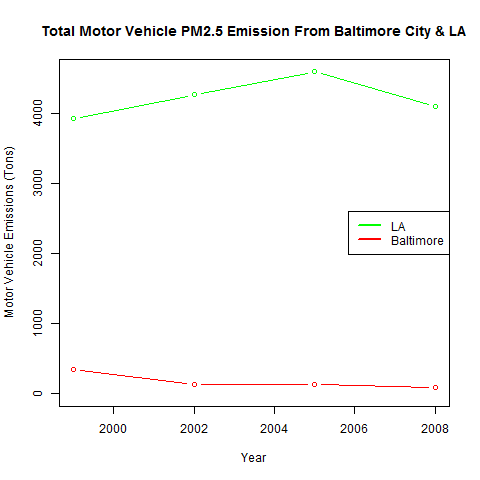 Total Motor Vehicle PM2.5 Emission From Baltimore City & LA
Motor Vehicle Emissions (Tons)
4000
3000
2000
1000
0
LA
Baltimore
2000 2002 2004 2006 2008
Year